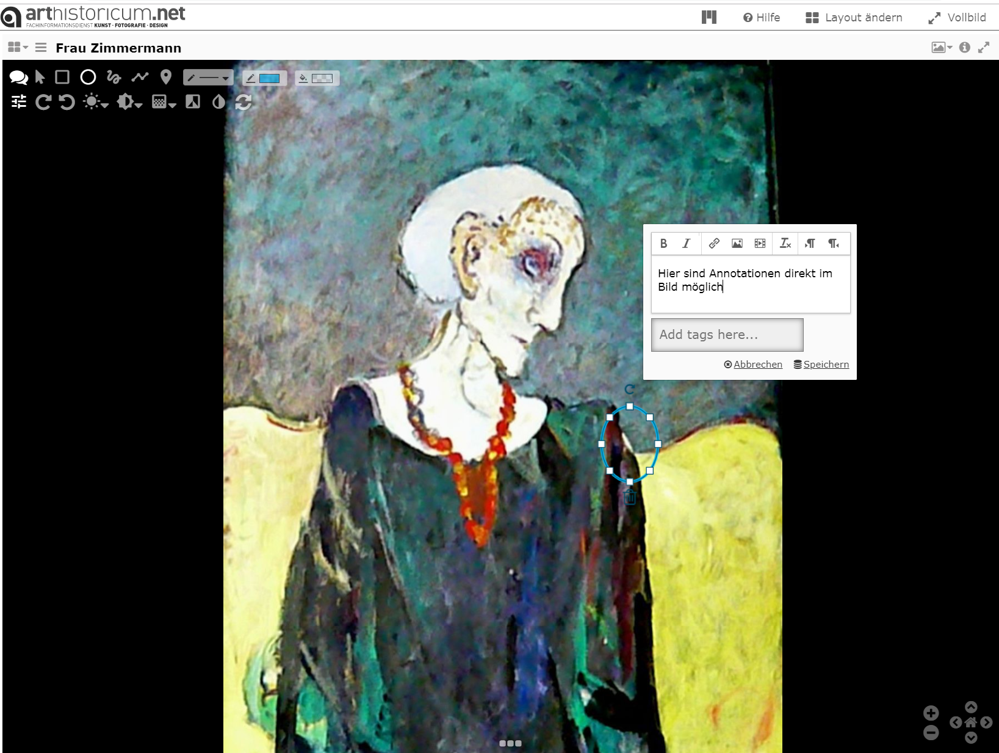 arthistoricum.net
FACHINFORMATIONSDIENST KUNST · FOTOGRAFIE · DESIGN
Hilfe
Layout ändern
Vollbild
Frau Zimmermann
Hier sind Annotationen direkt im
Bild möglich
Add tags here...
Abbrechen
Speichern